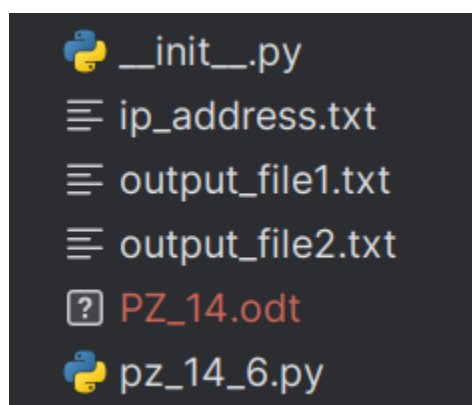 __init__.py
ip_address.txt
output_file1.txt
output_file2.txt
PZ_14.odt
pz_14_6.py